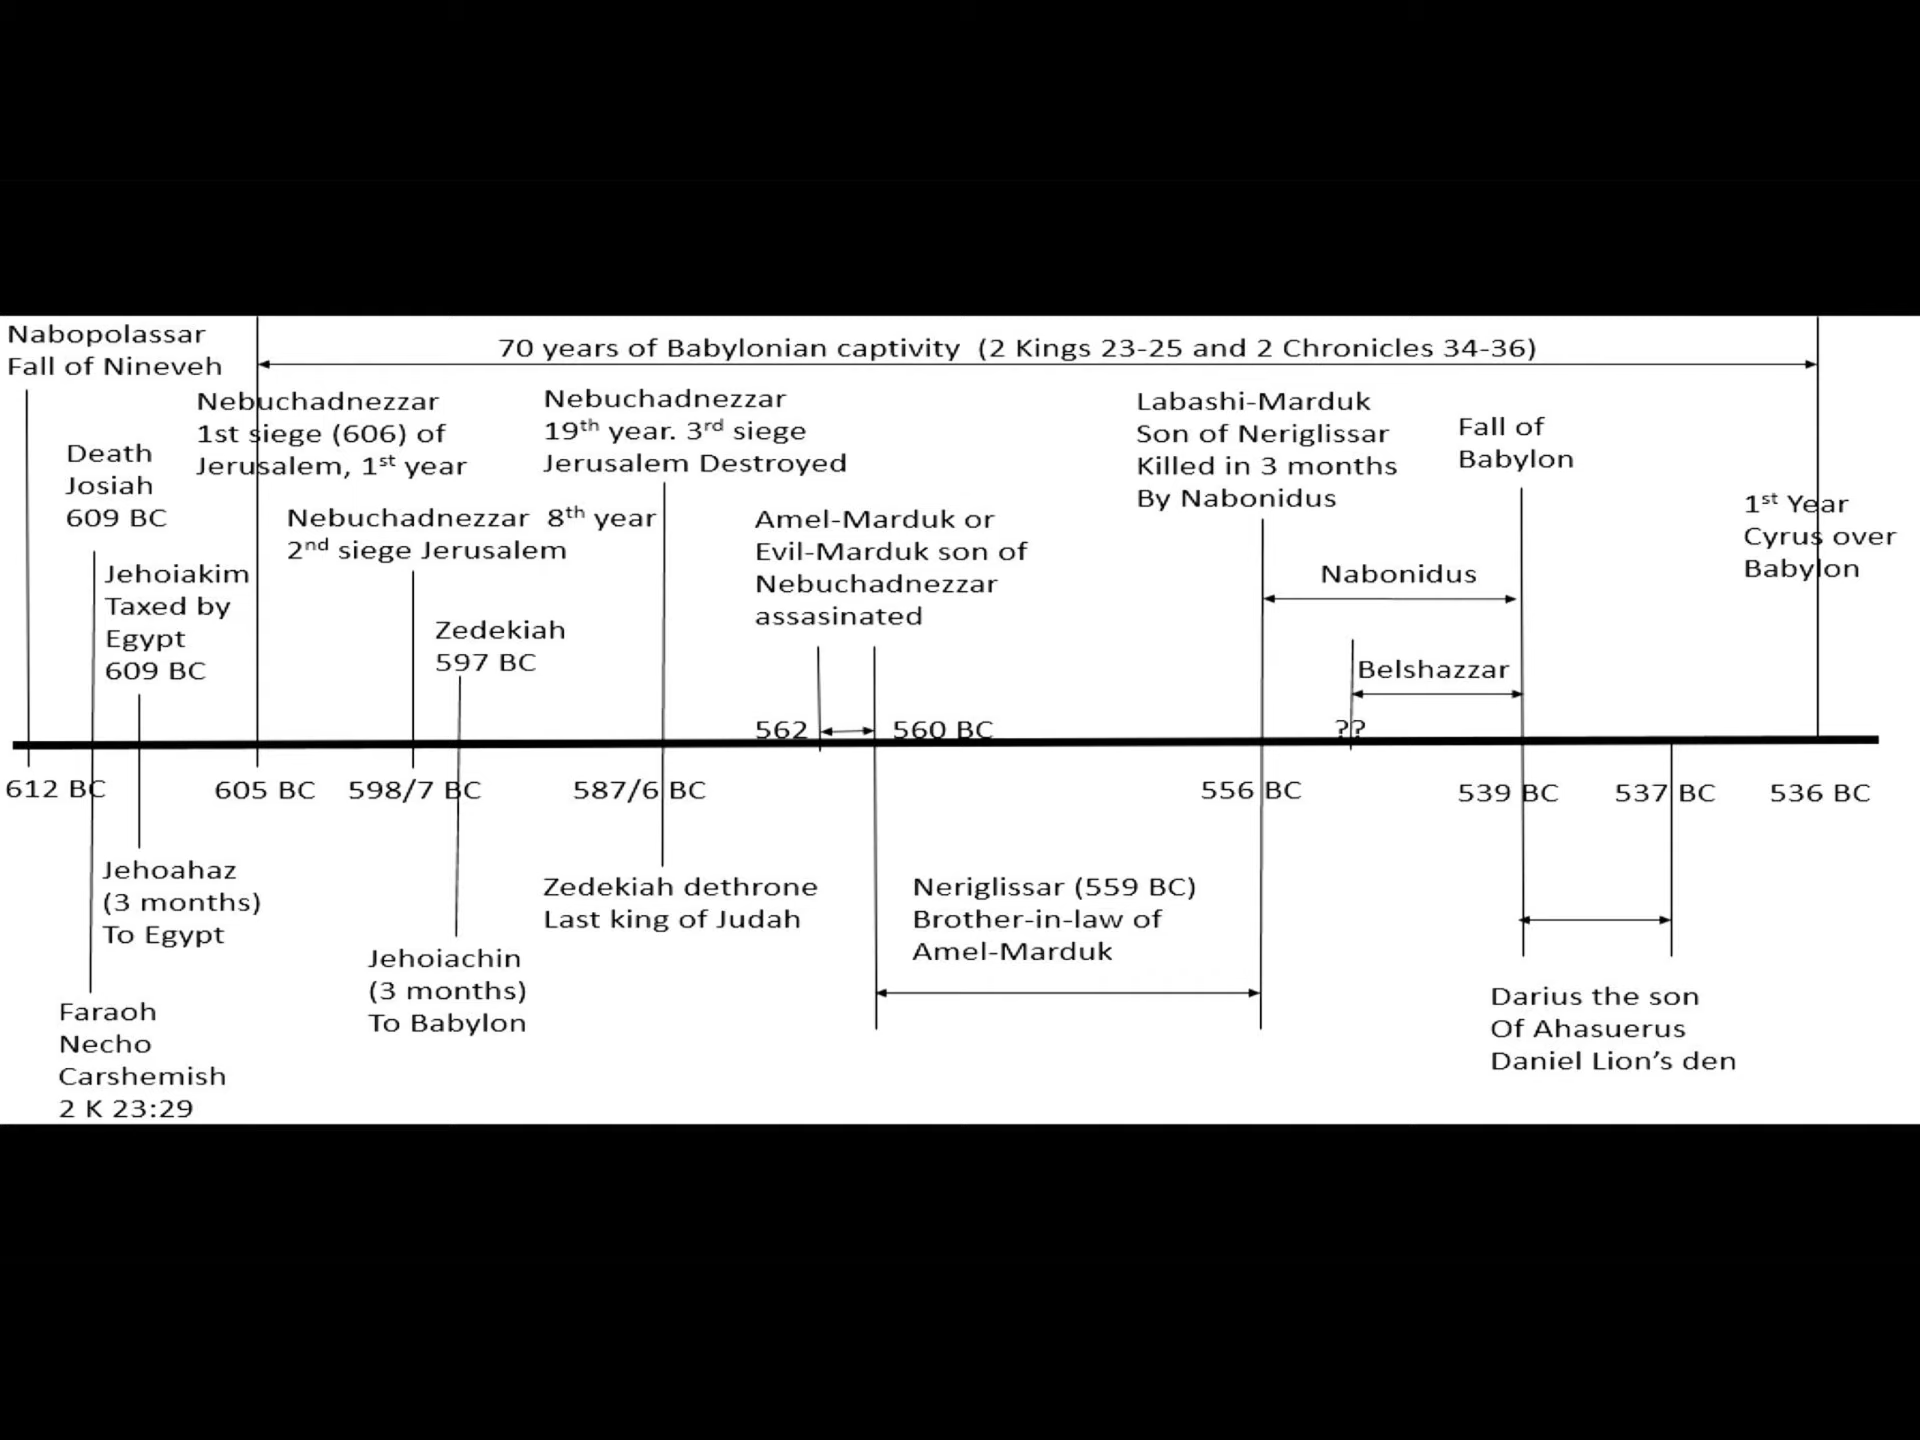 Nabopolassar
Fall of Nineveh
70 years of Babylonian captivity (2 Kings 23-25 and 2 Chronicles 34-36)
Death
Josiah
609 BC
Nebuchadnezzar
1st siege (606) of
Jerusalem, 1st year
Nebuchadnezzar
19th year. 3rd siege
Jerusalem Destroyed
Labashi-Marduk
Son of Neriglissar
Killed in 3 months
By Nabonidus
Fall of
Babylon
1st Year
Cyrus over
Babylon
Nebuchadnezzar 8th year
2nd siege Jerusalem
Amel-Marduk or
Evil-Marduk son of
Nebuchadnezzar
assasinated
Jehoiakim
Taxed by
Egypt
609 BC
Zedekiah
597 BC
Nabonidus
Belshazzar
562
560 BC
??
612 BC
605 BC
598/7 BC
587/6 BC
556 BC
539 BC
537 BC
536 BC
Jehoahaz
(3 months)
To Egypt
Faraoh
Necho
Carshemish
2 K 23:29
Jehoiachin
(3 months)
To Babylon
Zedekiah dethrone
Last king of Judah
Neriglissar (559 BC)
Brother-in-law of
Amel-Marduk
Darius the son
Of Ahasuerus
Daniel Lion's den